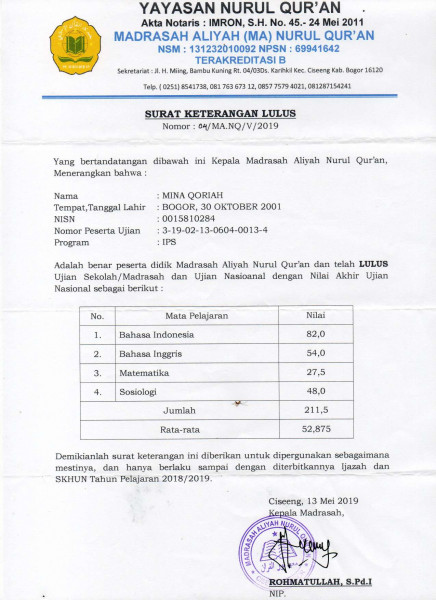 YAYASAN NURUL QUR'AN
Akta Notaris : IMRON, S.H. No. 45.- 24 Mei 2011
MADRASAH ALIYAH (MA) NURUL QUR'AN
NSM : 131232010092 NPSN : 69941642
TERAKREDITASI B
Sekretariat : Jl. H. Miing, Bambu Kuning Rt. 04/03Ds. Karihkil Kec. Ciseeng Kab. Bogor 16120
Telp. ( 0251) 8541738, 081 763 673 12, 0857 7579 4021, 081287154241
SURAT KETERANGAN LULUS
Nomor : 04/MA.NQ/V/2019
Yang bertandatangan dibawah ini Kepala Madrasah Aliyah Nurul Qur'an,
Menerangkan bahwa :
Nama : MINA QORIAH
Tempat,Tanggal Lahir : BOGOR, 30 OKTOBER 2001
NISN : 0015810284
Nomor Peserta Ujian : 3-19-02-13-0604-0013-4
Program : IPS
Adalah benar peserta didik Madrasah Aliyah Nurul Qur'an dan telah LULUS
Ujian Sekolah/Madrasah dan Ujian Nasioanal dengan Nilai Akhir Ujian
Nasional sebagai berikut :
No. Mata Pelajaran Nilai
1. Bahasa Indonesia 82,0
2. Bahasa Inggris 54,0
3. Matematika 27,5
4. Sosiologi 48,0
Jumlah 211,5
Rata-rata 52,875
Demikianlah surat keterangan ini diberikan untuk dipergunakan sebagaimana
mestinya, dan hanya berlaku sampai dengan diterbitkannya Ijazah dan
SKHUN Tahun Pelajaran 2018/2019.
Ciseeng, 13 Mei 2019
Kepala Madrasah,
MADRASAH ALIYAH NURUL QUR'AN
ROHMATULLAH, S.Pd.I
NIP.